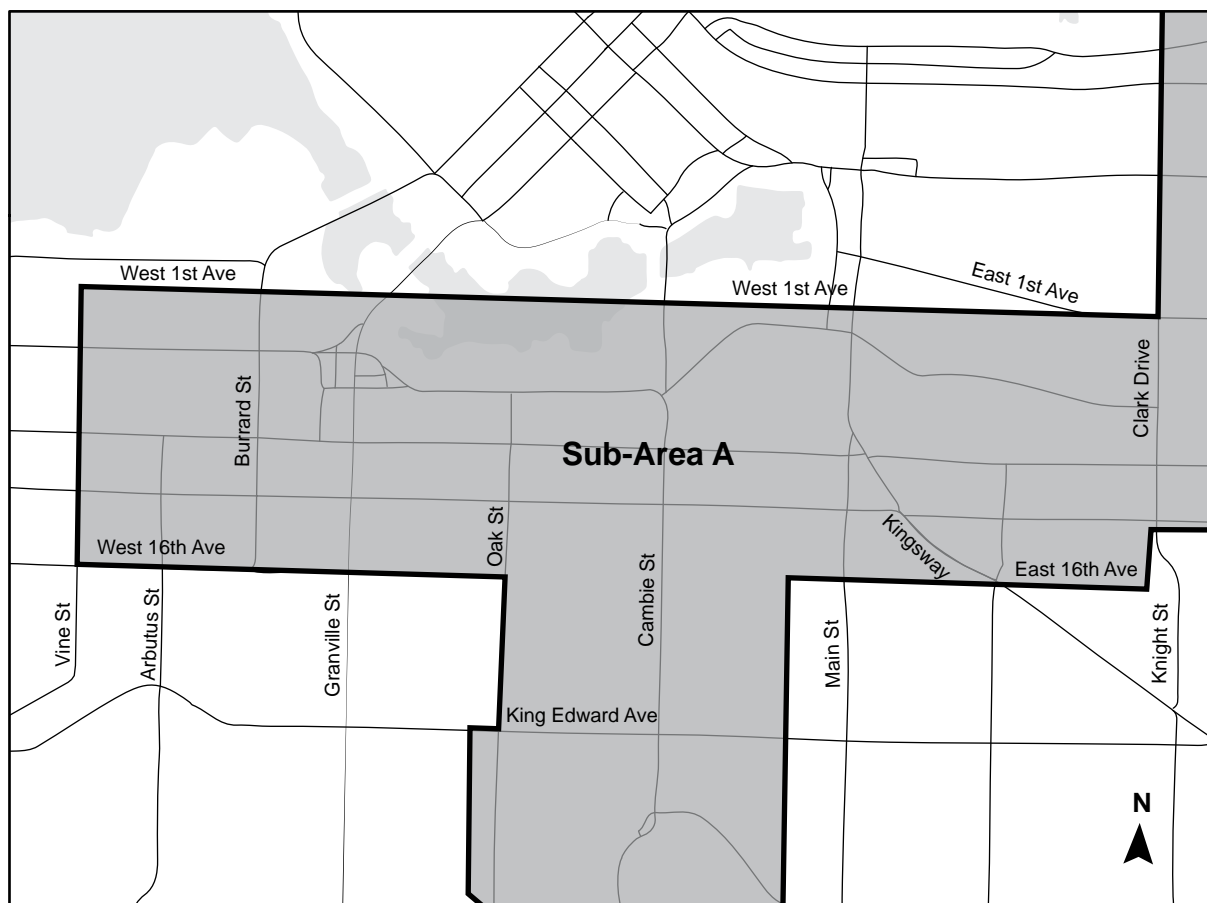 West 1st Ave
West 1st Ave
East 1st Ave
Burrard St
Clark Drive
Sub-Area A
Oak St
Kingsway
West 16th Ave
East 16th Ave
Vine St
Arbutus St
Granville St
Cambie St
Main St
Knight St
King Edward Ave
N